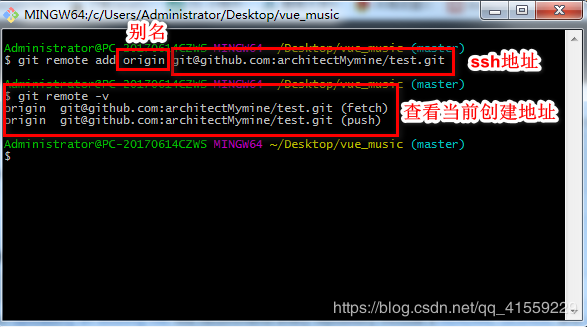 MINGW64:/c/Users/Administrator/Desktop/vue_music
别名
Administrator@PC-20170614CZWS MINGW64 ~/Desktop/vue_music (master)
$ git remote add origin git@github.com:architectMymine/test.git
ssh地址
$ git remote -v
origin git@github.com:architectMymine/test.git (fetch)
origin git@github.com:architectMymine/test.git (push)
查看当前创建地址
Administrator@PC-20170614CZWS MINGW64 ~/Desktop/vue_music (master)
$
https://blog.csdn.net/qq_41559229